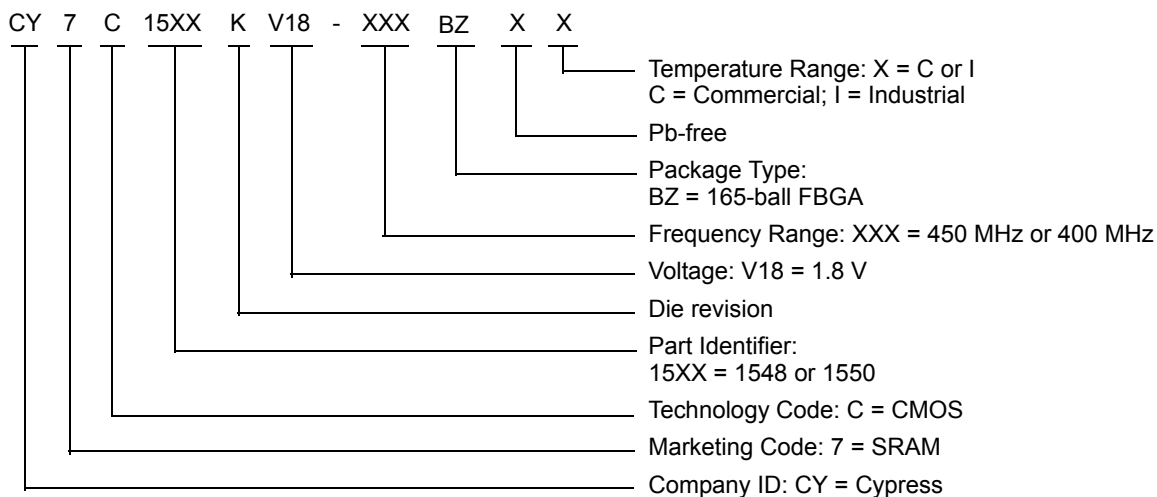 CY 7 C 15XX K V18 - XXX BZ X X
Temperature Range: X = C or I
C = Commercial; I = Industrial
Pb-free
Package Type:
BZ = 165-ball FBGA
Frequency Range: XXX = 450 MHz or 400 MHz
Voltage: V18 = 1.8 V
Die revision
Part Identifier:
15XX = 1548 or 1550
Technology Code: C = CMOS
Marketing Code: 7 = SRAM
Company ID: CY = Cypress